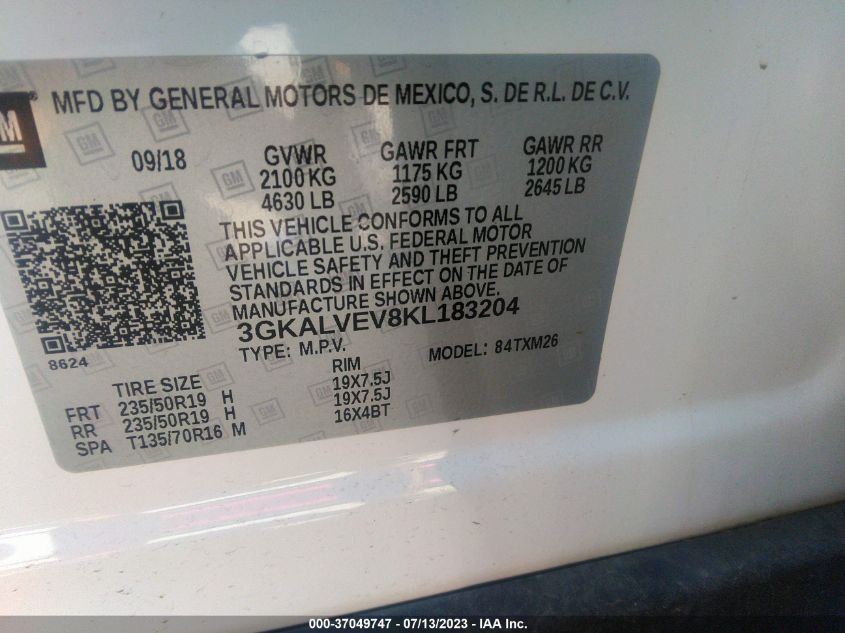 GM
MFD BY GENERAL MOTORS DE MEXICO, S. DE R.L. DE C.V.
09/18 GVWR GAWR FRT GAWR RR
2100 KG 1175 KG 1200 KG
4630 LB 2590 LB 2645 LB
THIS VEHICLE CONFORMS TO ALL
APPLICABLE U.S. FEDERAL MOTOR
VEHICLE SAFETY AND THEFT PREVENTION
STANDARDS IN EFFECT ON THE DATE OF
MANUFACTURE SHOWN ABOVE.
3GKALVEV8KL183204
8624 TYPE: M.P.V. MODEL: 84TXM26
TIRE SIZE RIM
FRT 235/50R19 H 19X7.5J
RR 235/50R19 H 19X7.5J
SPA T135/70R16 M 16X4BT
000-37049747 - 07/13/2023 - IAA Inc.